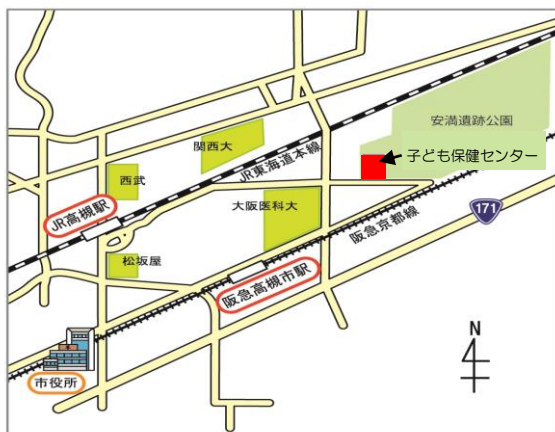 安満遺跡公園
関西大
JR東海道本線
子ども保健センター
西武
JR高槻駅
大阪医科大
171
阪急京都線
松坂屋
阪急高槻市駅
N
市役所